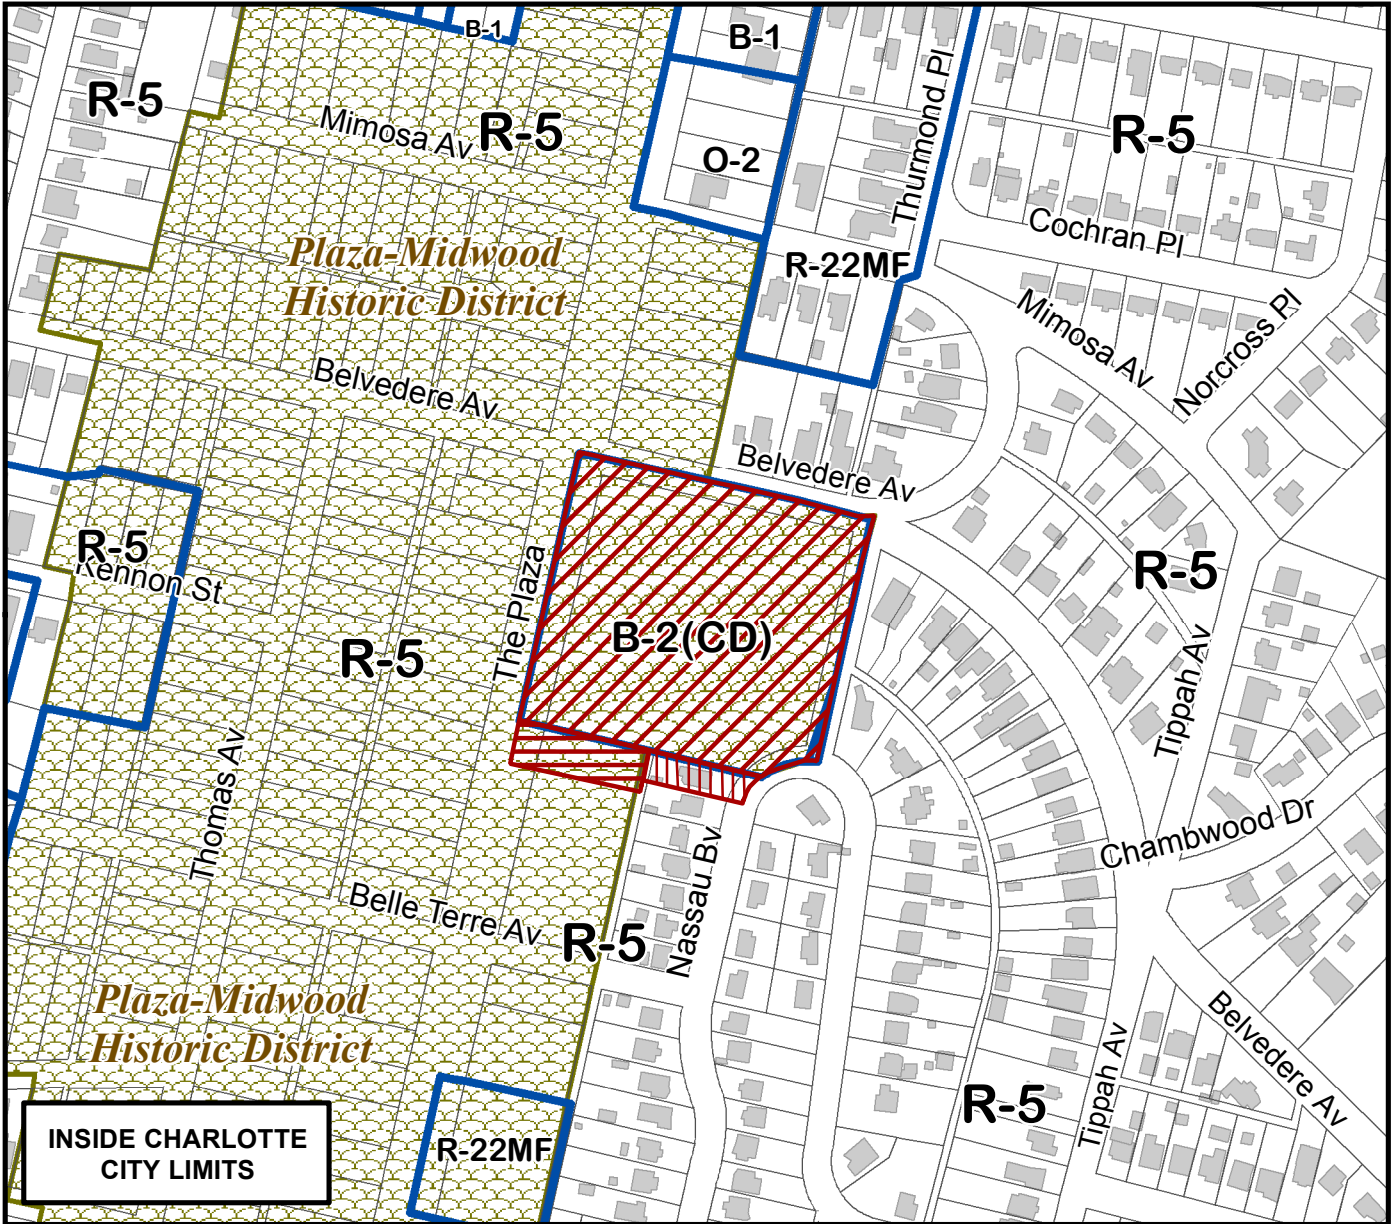 B-1
B-1
R-5
Mimosa Av
R-5
O-2
Thurmond Pl
R-5
Cochran Pl
Plaza-Midwood
Historic District
R-22MF
Mimosa Av
Norcross Pl
Belvedere Av
Belvedere Av
R-5
Kennon St
The Plaza
B-2(CD)
R-5
R-5
Tippah Av
Thomas Av
Chambwood Dr
Nassau Bv
Belle Terre Av
R-5
Plaza-Midwood
Historic District
Belvedere Av
Tippah Av
R-5
R-22MF
INSIDE CHARLOTTE
CITY LIMITS